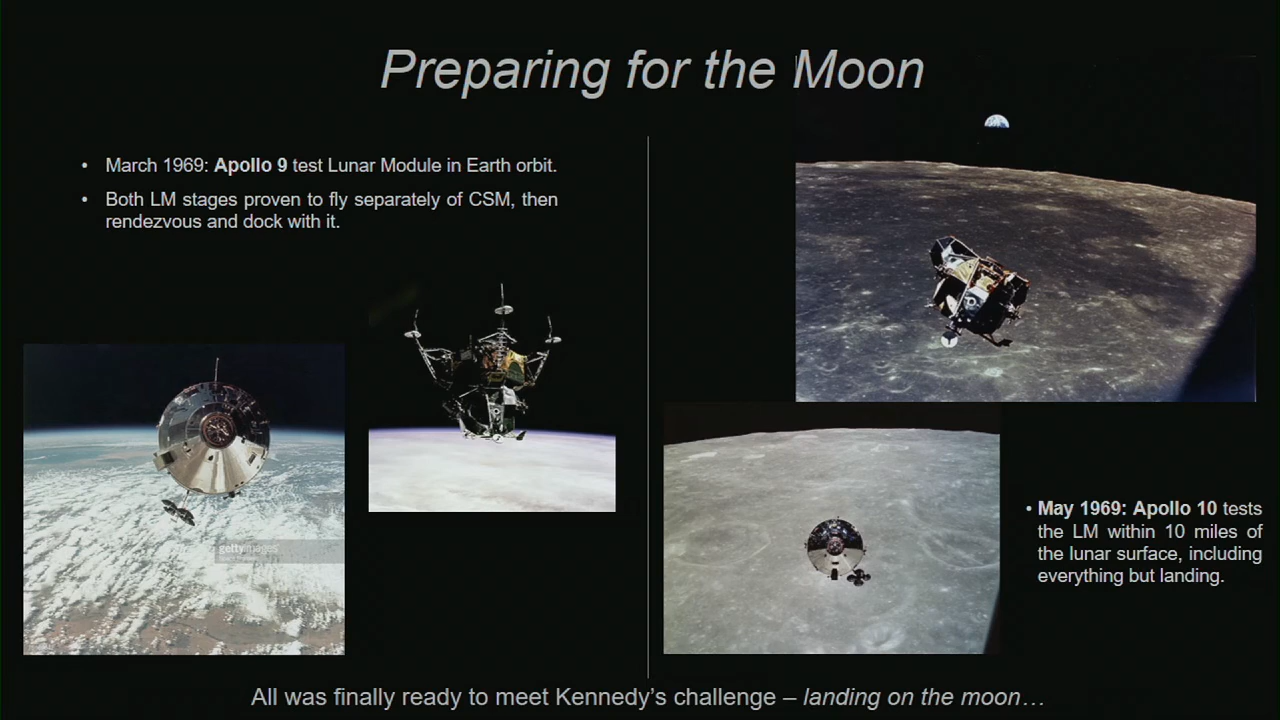 Preparing for the Moon
• March 1969: Apollo 9 test Lunar Module in Earth orbit.
• Both LM stages proven to fly separately of CSM, then
rendezvous and dock with it.
gettyimages
• May 1969: Apollo 10 tests
the LM within 10 miles of
the lunar surface, including
everything but landing.
All was finally ready to meet Kennedy’s challenge – landing on the moon…